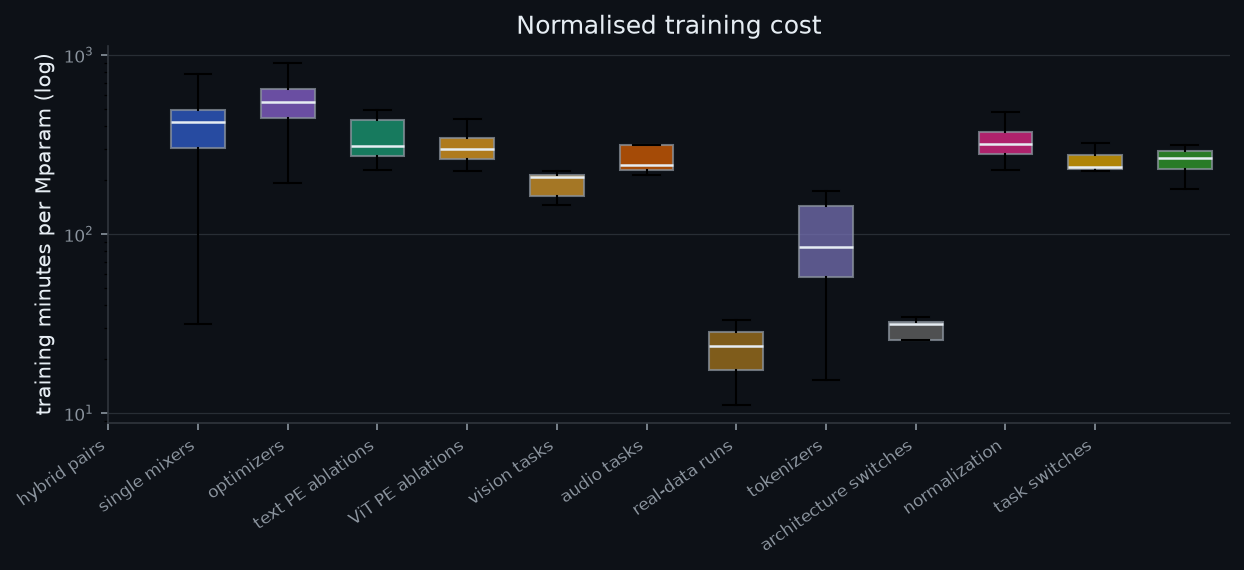 Normalised training cost
training minutes per Mparam (log)
10³
10²
10¹
hybrid pairs
single mixers
optimizers
text PE ablations
ViT PE ablations
vision tasks
audio tasks
real-data runs
tokenizers
architecture switches
normalization
task switches